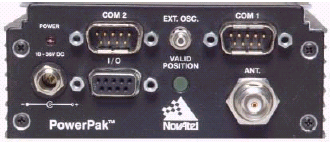 COM 2
EXT. OSC.
COM 1
POWER
10 - 36V DC
I / O
VALID
POSITION
ANT.
PowerPak™
NovAtel